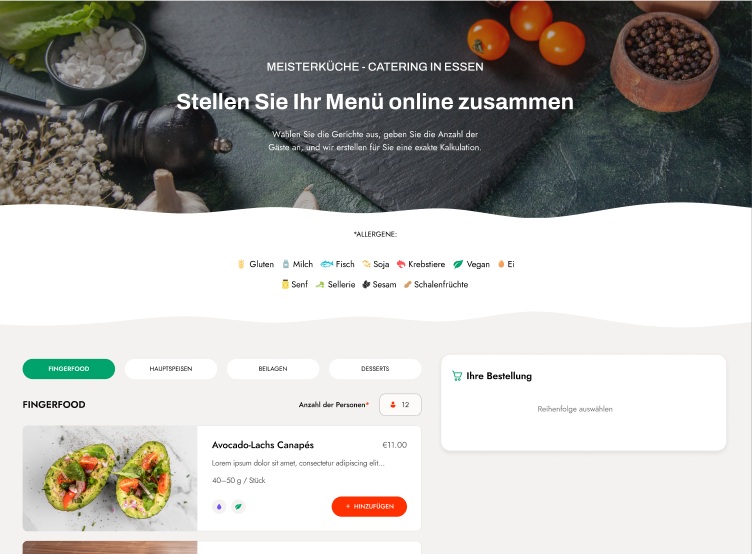 MEISTERKÜCHE - CATERING IN ESSEN
Stellen Sie Ihr Menü online zusammen
Wählen Sie die Gerichte aus, geben Sie die Anzahl der
Gäste an, und wir erstellen für Sie eine exakte Kalkulation.
*ALLERGENE:
Gluten Milch Fisch Soja Krebstiere Vegan Ei
Senf Sellerie Sesam Schalenfrüchte
FINGERFOOD HAUPTSPEISEN BEILAGEN DESSERTS
Ihre Bestellung
Reihenfolge auswählen
FINGERFOOD Anzahl der Personen* 12
Avocado-Lachs Canapés €11.00
Lorem ipsum dolor sit amet, consectetur adipiscing elit...
40–50 g / Stück
+ HINZUFÜGEN